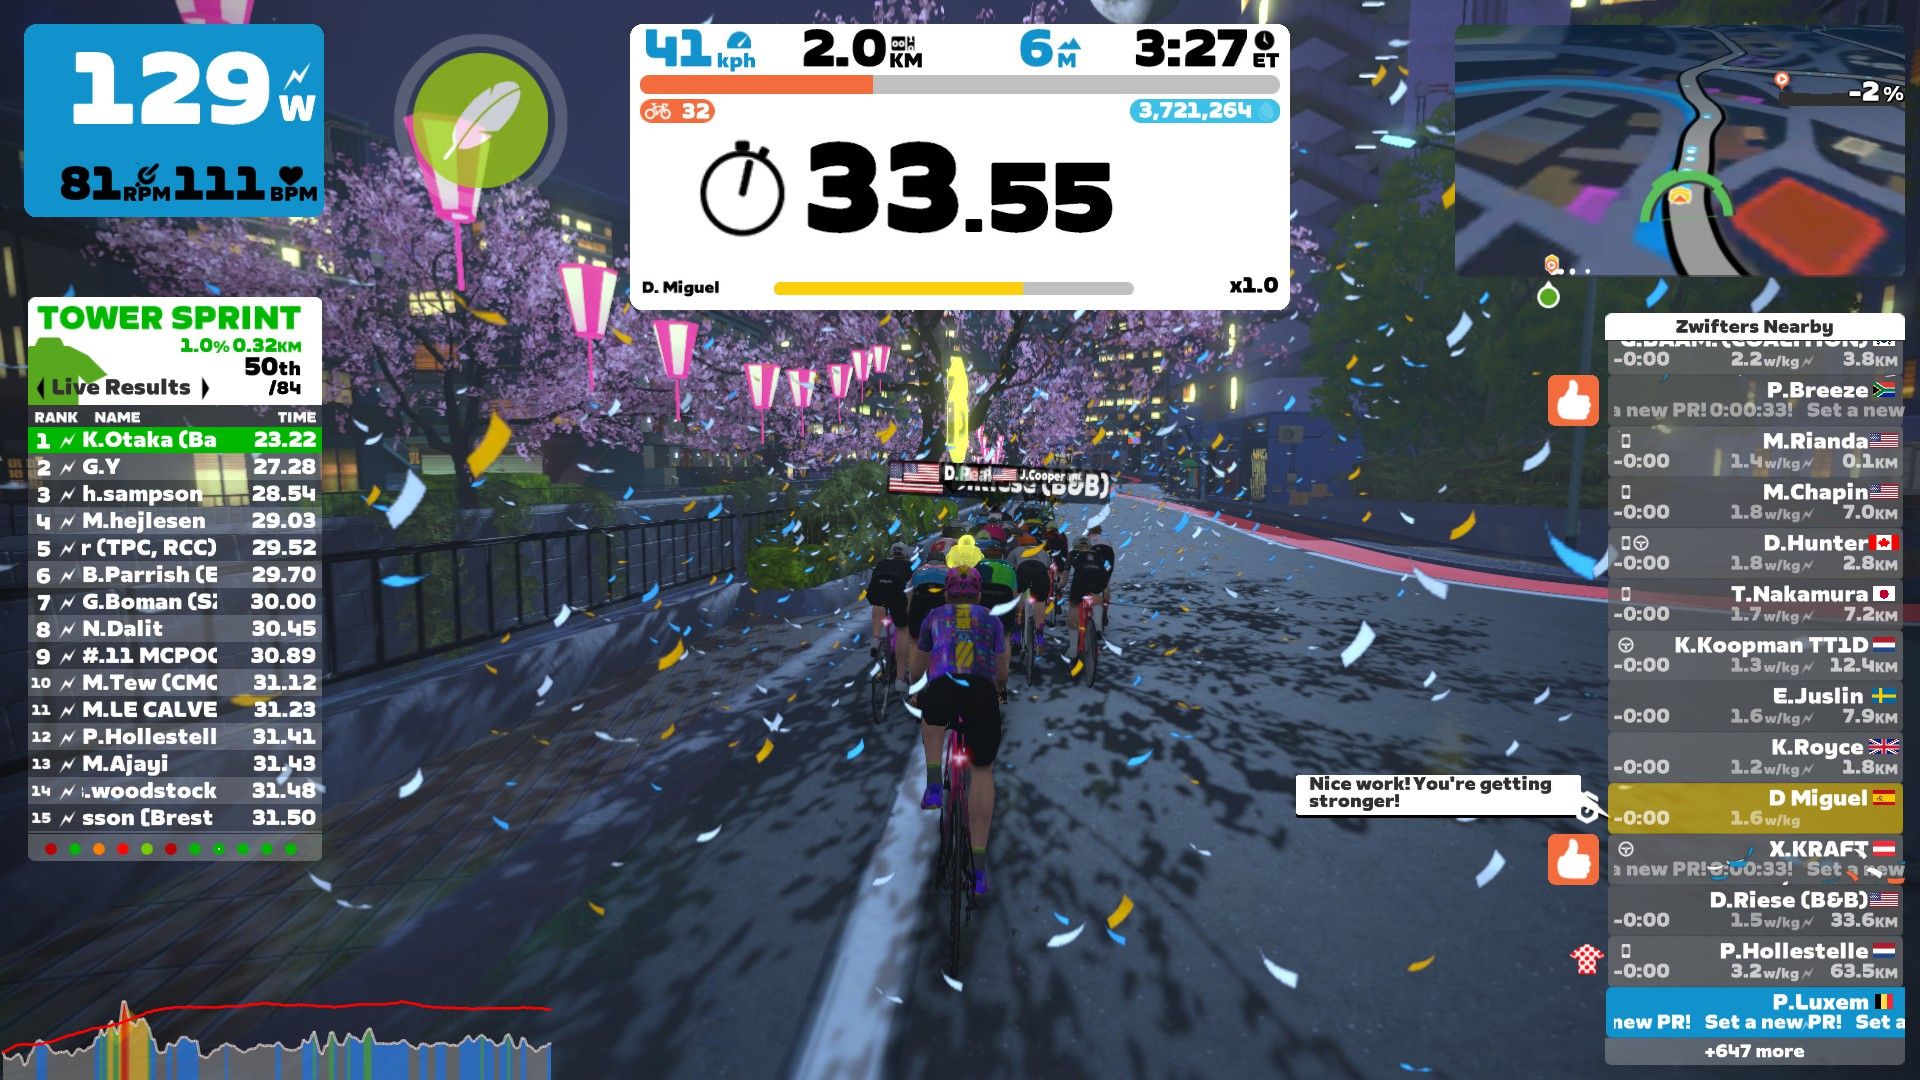 129 W
81 RPM 111 BPM
41 kph 2.0 KM 6 M 3:27 ET
32 3,721,264
33.55
D. Miguel x1.0
-2%
TOWER SPRINT
1.0% 0.32KM
50th
Live Results /84
RANK NAME TIME
1 K.Otaka (Ba 23.22
2 G.Y 27.28
3 h.sampson 28.54
4 M.hejlesen 29.03
5 r (TPC, RCC) 29.52
6 B.Parrish (E 29.70
7 G.Boman (S 30.00
8 N.Dalit 30.45
9 #.11 MCPOC 30.89
10 M.Tew (CMC 31.12
11 M.LE CALVE 31.23
12 P.Hollestell 31.41
13 M.Ajayi 31.43
14 .woodstock 31.48
15 sson (Brest 31.50
J.Cooper
(B&B)
Zwifters Nearby
G.DAAM. (COALITION)
-0:00 2.2w/kg 3.8KM
P.Breeze
a new PR! 0:00:33! Set a new
M.Rianda
-0:00 1.4w/kg 0.1KM
M.Chapin
-0:00 1.8w/kg 7.0KM
D.Hunter
-0:00 1.8w/kg 2.8KM
T.Nakamura
-0:00 1.7w/kg 7.2KM
K.Koopman TT1D
-0:00 1.3w/kg 12.4KM
E.Juslin
-0:00 1.6w/kg 7.9KM
K.Royce
-0:00 1.2w/kg 1.8KM
Nice work! You're getting
stronger!
D Miguel
-0:00 1.6w/kg
X.KRAFT
a new PR! 0:00:33! Set a new
D.Riese (B&B)
-0:00 1.5w/kg 33.6KM
P.Hollestelle
-0:00 3.2w/kg 63.5KM
P.Luxem
new PR! Set a new PR! Set a
+647 more